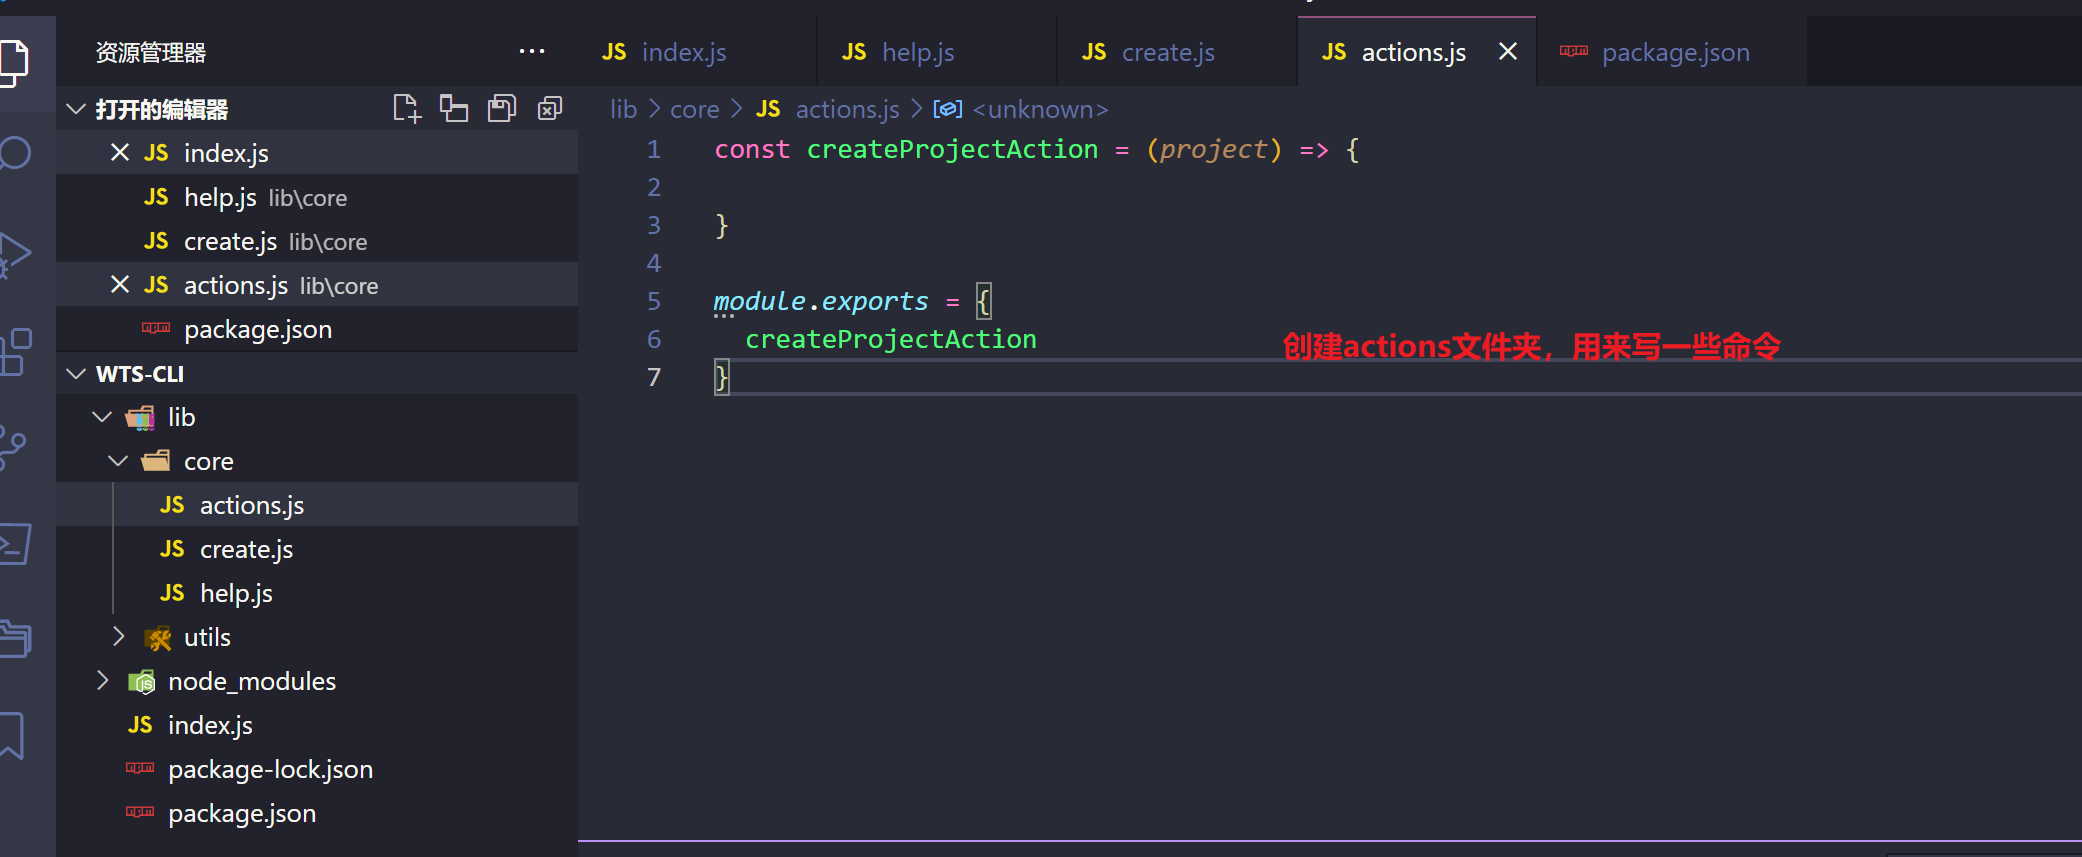 资源管理器
···
JS index.js
JS help.js
JS create.js
JS actions.js
package.json
打开的编辑器
JS index.js
JS help.js lib\core
JS create.js lib\core
JS actions.js lib\core
package.json
WTS-CLI
lib
core
JS actions.js
JS create.js
JS help.js
utils
node_modules
JS index.js
package-lock.json
package.json
lib > core > JS actions.js > <unknown>
1 const createProjectAction = (project) => {
2
3 }
4
5 module.exports = {
6 createProjectAction
7 }
创建actions文件夹，用来写一些命令